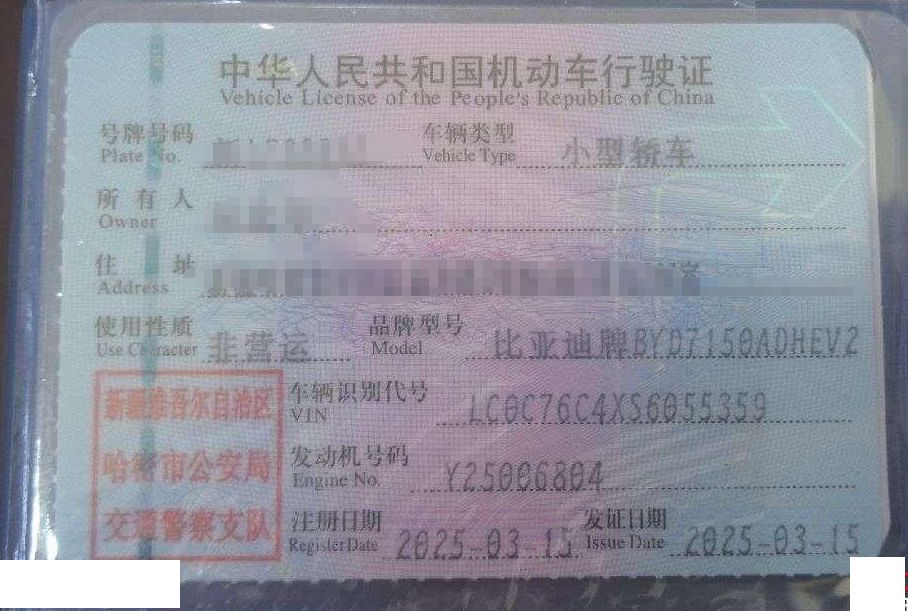 中华人民共和国机动车行驶证
Vehicle License of the People's Republic of China
号牌号码 车辆类型 小型轿车
Plate No. Vehicle Type
所有人
Owner
住址
Address
使用性质 非营运 品牌型号 比亚迪牌BYD7150ADHEV2
Use Character Model
新疆维吾尔自治区
哈密市公安局
交通警察支队
车辆识别代号 LC0C76C4XS6055359
VIN
发动机号码 Y25006804
Engine No.
注册日期 2025-03-15 发证日期 2025-03-15
Register Date Issue Date